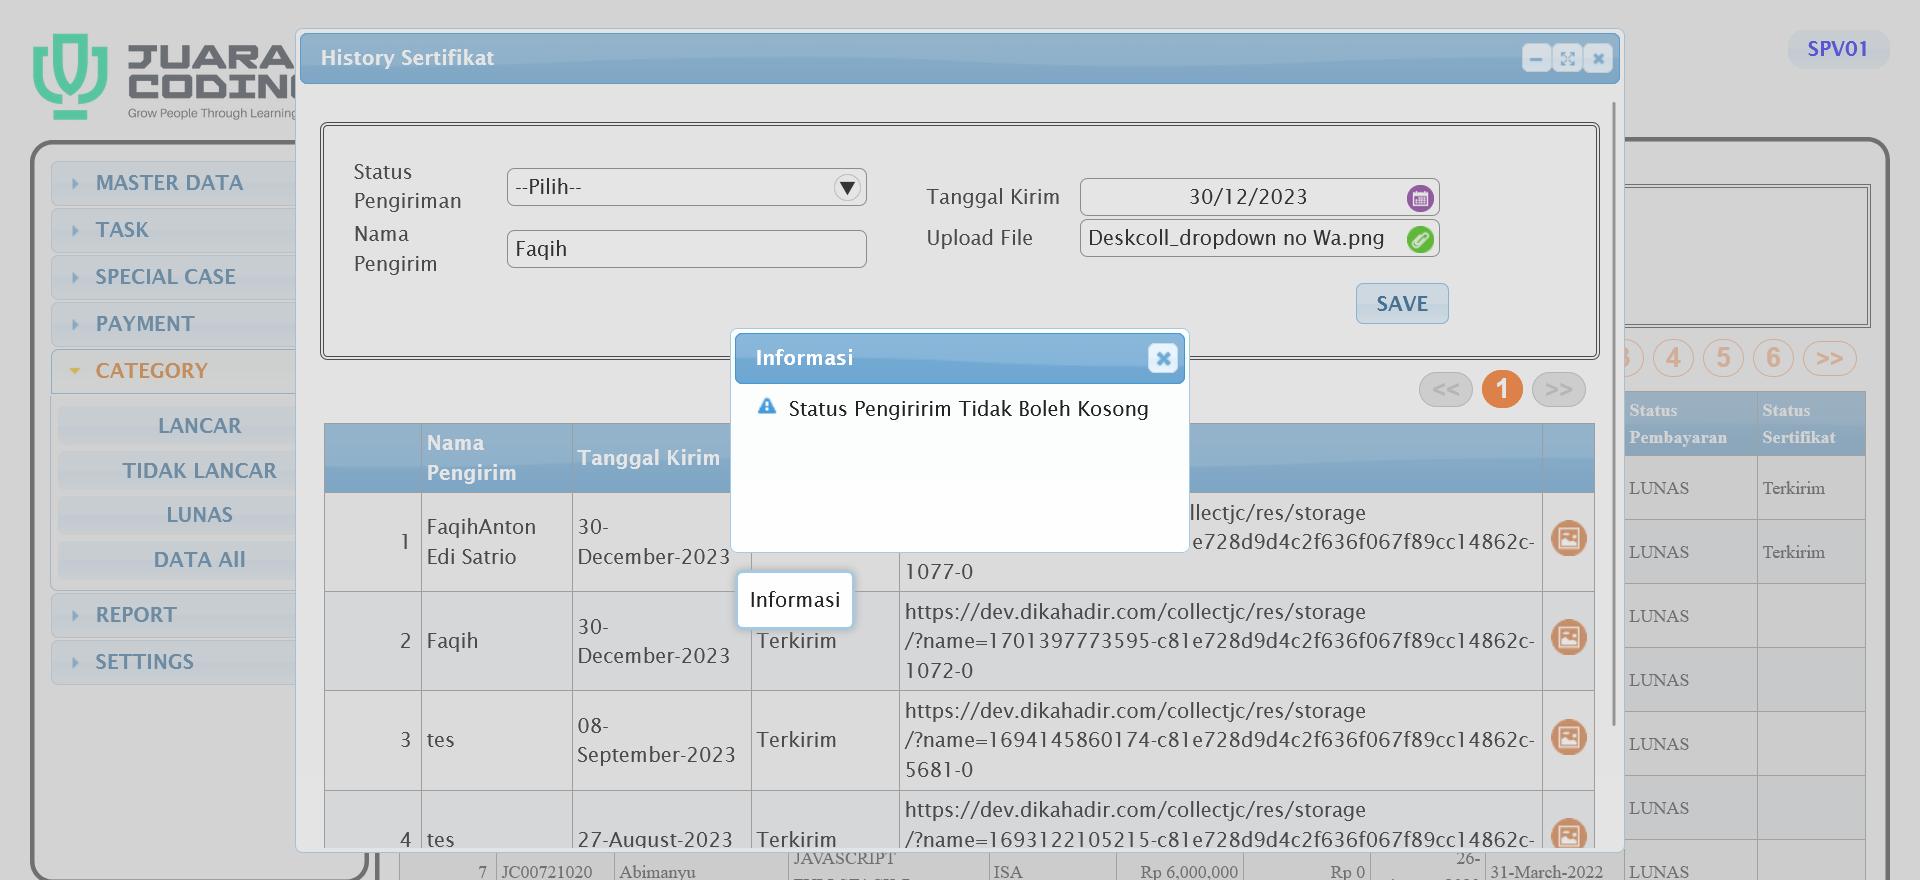 JUARA
CODIN
Grow People Through Learning
SPV01
History Sertifikat
MASTER DATA
TASK
SPECIAL CASE
PAYMENT
CATEGORY
LANCAR
TIDAK LANCAR
LUNAS
DATA All
REPORT
SETTINGS
Status
Pengiriman
--Pilih--
Nama
Pengirim
Faqih
Tanggal Kirim
30/12/2023
Upload File
Deskcoll_dropdown no Wa.png
SAVE
Informasi
Status Pengiririm Tidak Boleh Kosong
Informasi
<< 1 >>
4 5 6 >>
Nama
Pengirim
Tanggal Kirim
1
FaqihAnton
Edi Satrio
30-
December-2023
llectjc/res/storage
e728d9d4c2f636f067f89cc14862c-
1077-0
2
Faqih
30-
December-2023
Terkirim
https://dev.dikahadir.com/collectjc/res/storage
/?name=1701397773595-c81e728d9d4c2f636f067f89cc14862c-
1072-0
3
tes
08-
September-2023
Terkirim
https://dev.dikahadir.com/collectjc/res/storage
/?name=1694145860174-c81e728d9d4c2f636f067f89cc14862c-
5681-0
4
tes
27-August-2023
Terkirim
https://dev.dikahadir.com/collectjc/res/storage
/?name=1693122105215-c81e728d9d4c2f636f067f89cc14862c-
Status
Pembayaran
Status
Sertifikat
LUNAS
Terkirim
LUNAS
Terkirim
LUNAS
LUNAS
LUNAS
LUNAS
7
JC00721020
Abimanyu
JAVASCRIPT
ISA
Rp 6,000,000
Rp 0
26-
31-March-2022
LUNAS